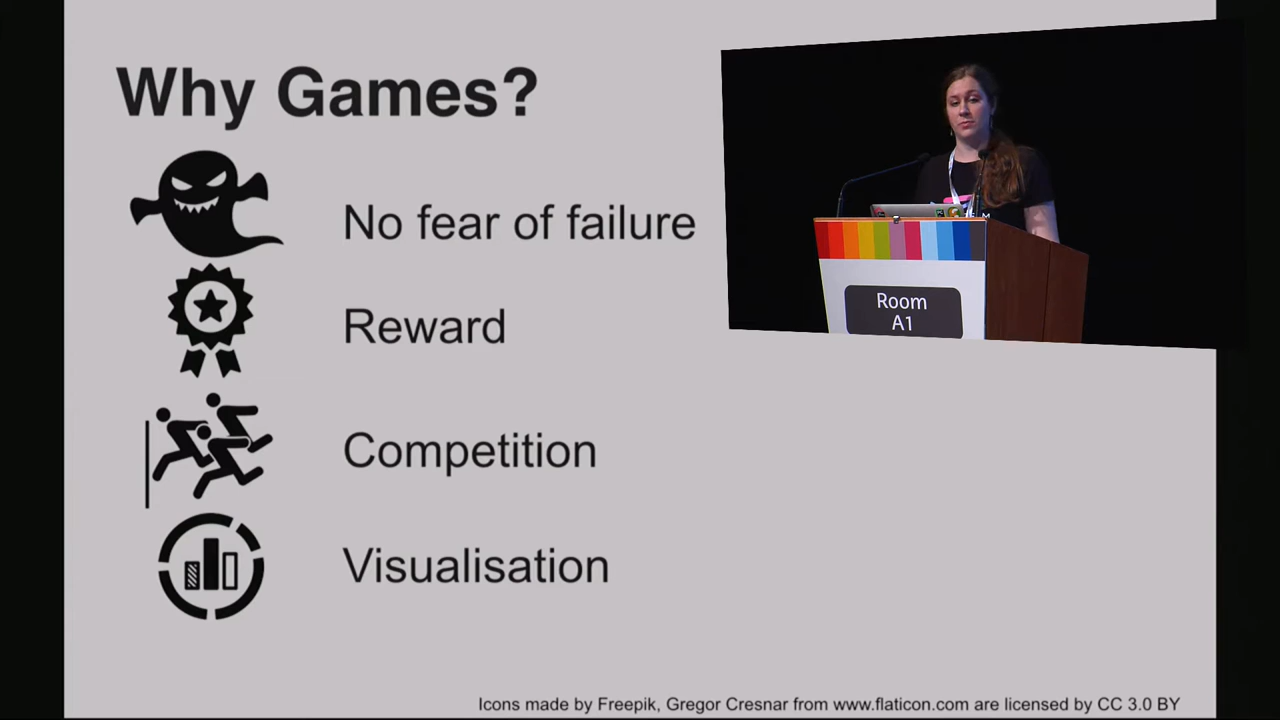 Why Games?
No fear of failure
Reward
Competition
Visualisation
Room
A1
Icons made by Freepik, Gregor Cresnar from www.flaticon.com are licensed by CC 3.0 BY